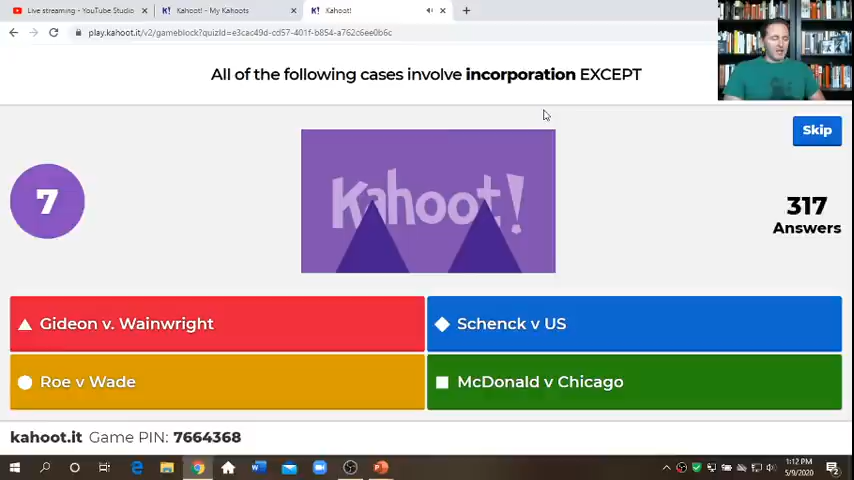 Live streaming - YouTube Studio
Kahoot! - My Kahoots
Kahoot!
play.kahoot.it/v2/gameblock?quizId=e3cac49d-cd57-401f-b854-a762c6ee0b6c
All of the following cases involve incorporation EXCEPT
Skip
7
Kahoot!
317
Answers
Gideon v. Wainwright
Schenck v US
Roe v Wade
McDonald v Chicago
kahoot.it Game PIN: 7664368
1:12 PM
5/9/2020